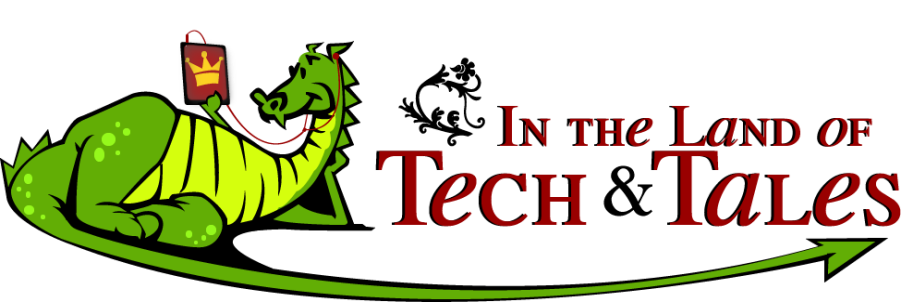 In the Land of
Tech & Tales